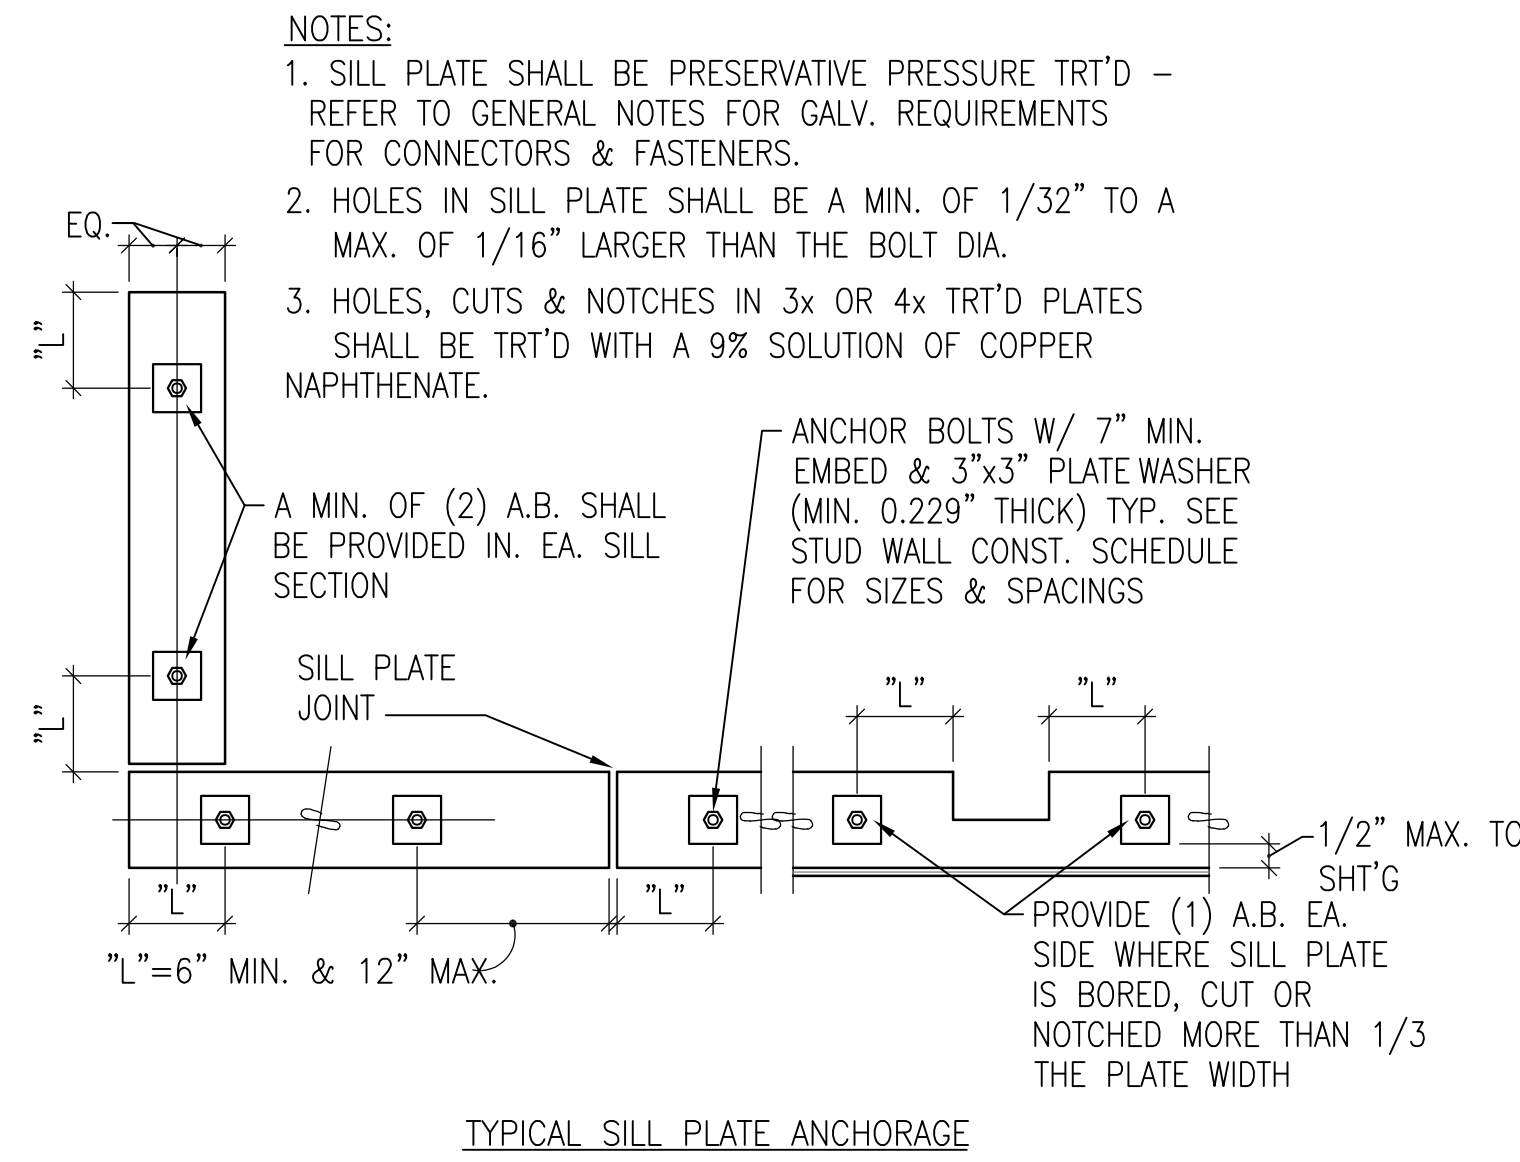 NOTES:
1. SILL PLATE SHALL BE PRESERVATIVE PRESSURE TRT'D –
REFER TO GENERAL NOTES FOR GALV. REQUIREMENTS
FOR CONNECTORS & FASTENERS.
2. HOLES IN SILL PLATE SHALL BE A MIN. OF 1/32" TO A
MAX. OF 1/16" LARGER THAN THE BOLT DIA.
3. HOLES, CUTS & NOTCHES IN 3x OR 4x TRT'D PLATES
SHALL BE TRT'D WITH A 9% SOLUTION OF COPPER
NAPHTHENATE.
EQ.
"L"
"L"
A MIN. OF (2) A.B. SHALL
BE PROVIDED IN. EA. SILL
SECTION
ANCHOR BOLTS W/ 7" MIN.
EMBED & 3"x3" PLATE WASHER
(MIN. 0.229" THICK) TYP. SEE
STUD WALL CONST. SCHEDULE
FOR SIZES & SPACINGS
SILL PLATE
JOINT
"L"
"L"
1/2" MAX. TO
SHT'G
"L"
"L"
"L"=6" MIN. & 12" MAX.
PROVIDE (1) A.B. EA.
SIDE WHERE SILL PLATE
IS BORED, CUT OR
NOTCHED MORE THAN 1/3
THE PLATE WIDTH
TYPICAL SILL PLATE ANCHORAGE